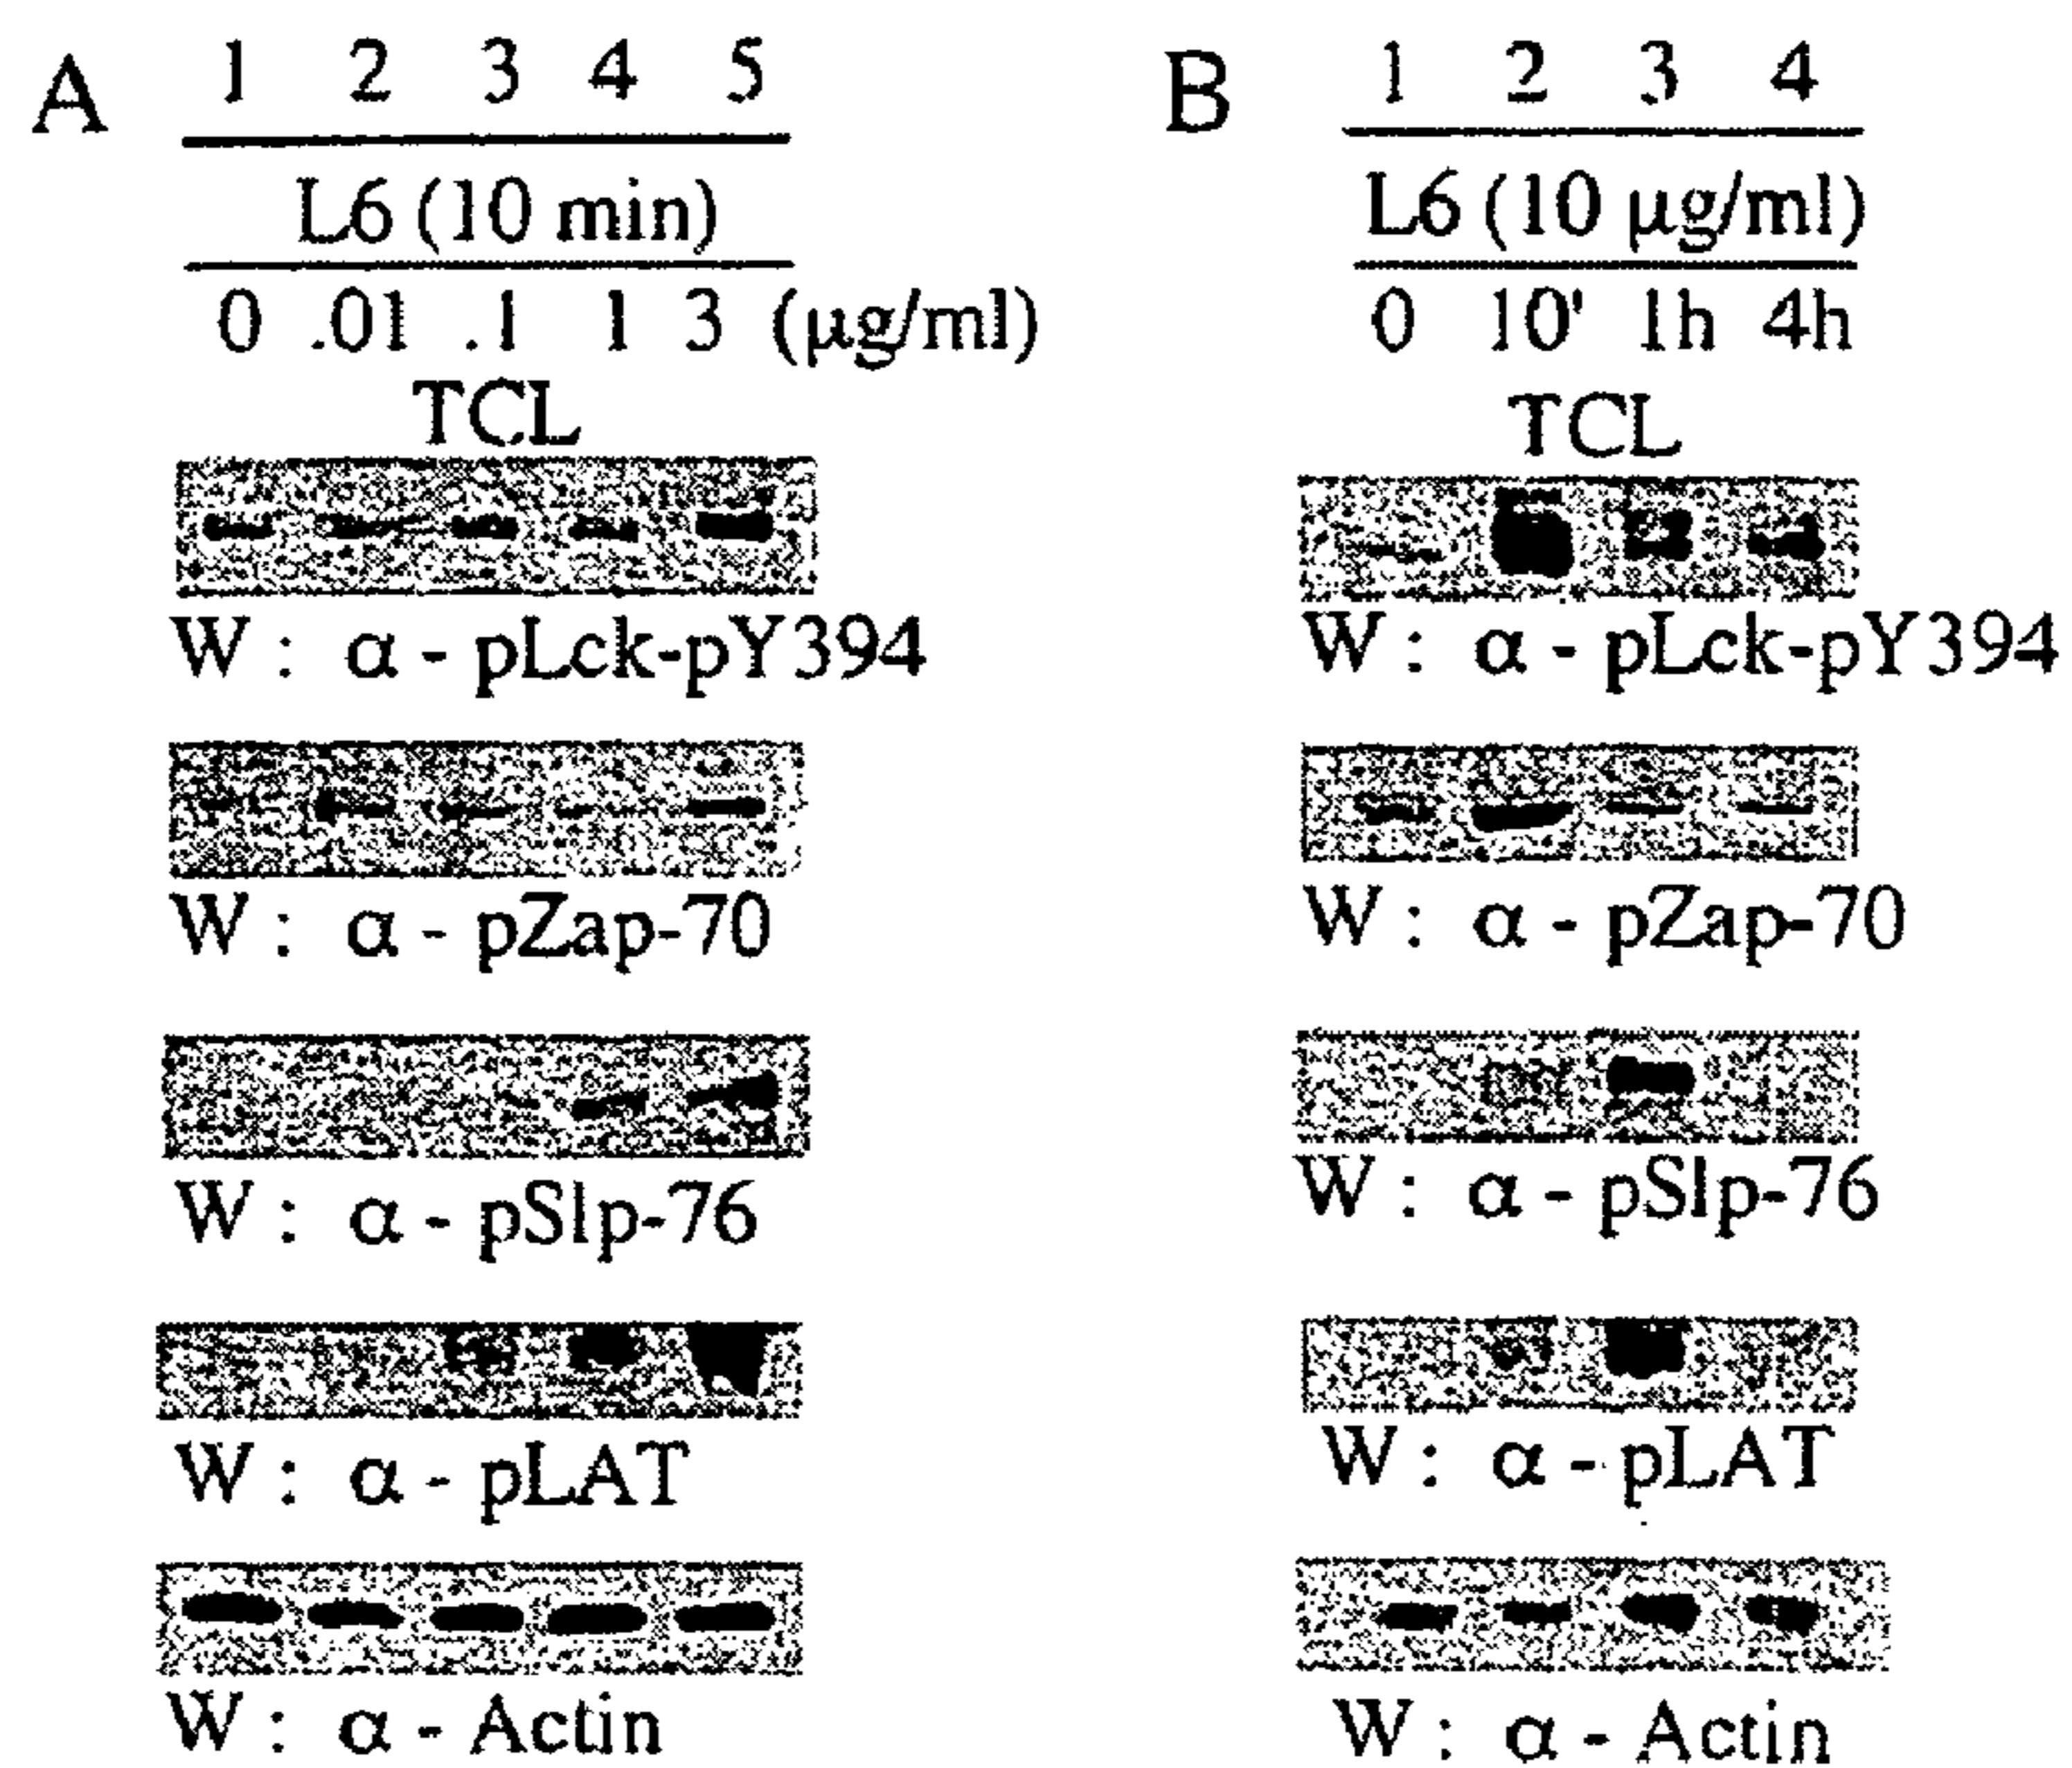 A 1 2 3 4 5
L6 (10 min)
0 .01 .1 1 3 (μg/ml)
TCL
W : α - pLck-pY394
W : α - pZap-70
W : α - pSlp-76
W : α - pLAT
W : α - Actin
B 1 2 3 4
L6 (10 μg/ml)
0 10' 1h 4h
TCL
W : α - pLck-pY394
W : α - pZap-70
W : α - pSlp-76
W : α - pLAT
W : α - Actin